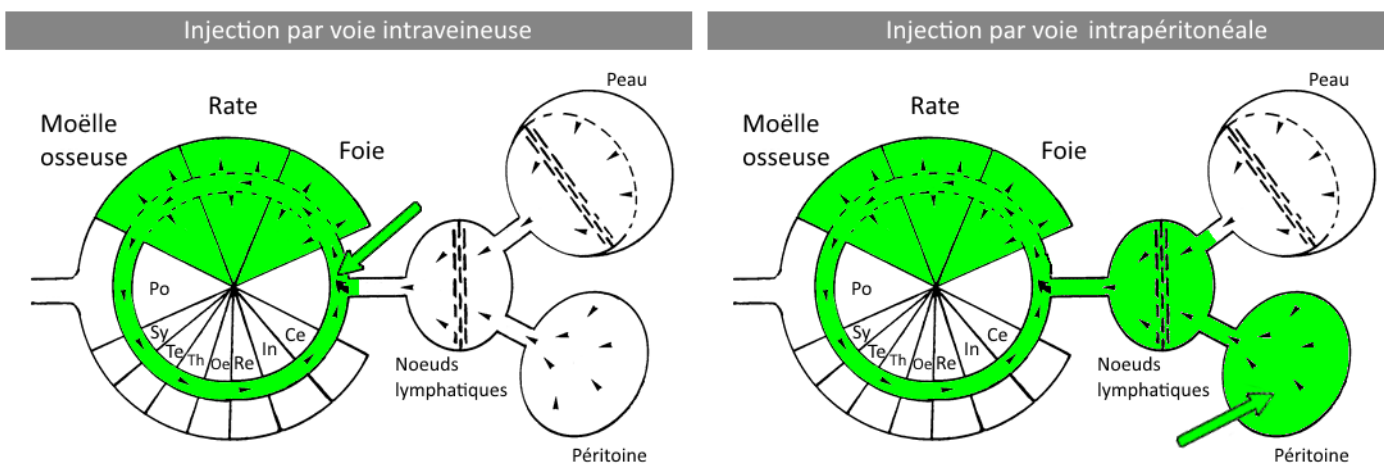 Injection par voie intraveineuse
Peau
Rate
Moëlle
osseuse
Foie
Po
Sy
Te
Th
Oe
Re
In
Ce
Noeuds
lymphatiques
Péritoine
Injection par voie intrapéritonéale
Peau
Rate
Moëlle
osseuse
Foie
Po
Sy
Te
Th
Oe
Re
In
Ce
Noeuds
lymphatiques
Péritoine